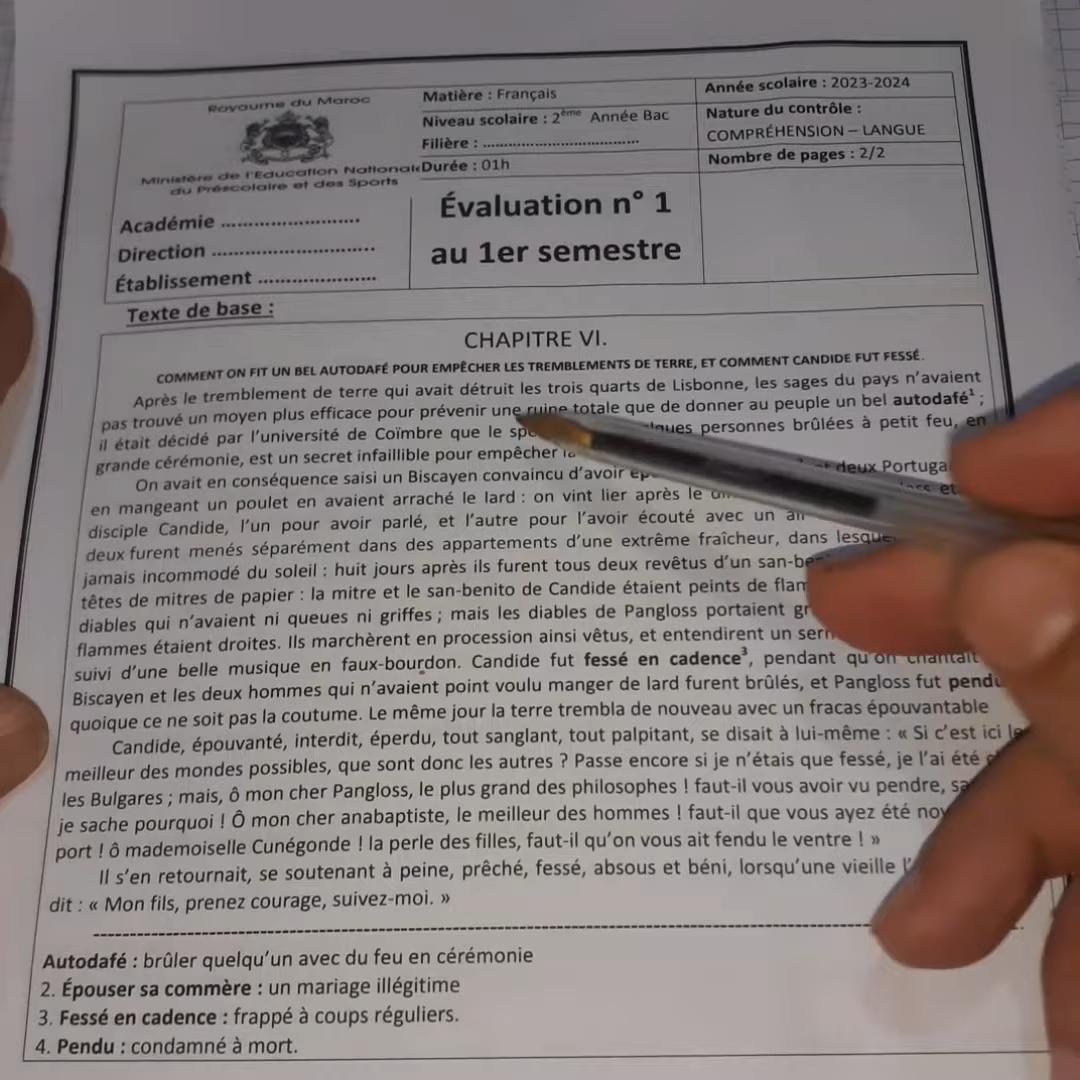 Royaume du Maroc
Ministère de l'Education Nationale
du Préscolaire et des Sports
Matière : Français
Niveau scolaire : 2ème Année Bac
Filière : ......................................
Durée : 01h
Année scolaire : 2023-2024
Nature du contrôle :
COMPRÉHENSION – LANGUE
Nombre de pages : 2/2
Académie ........................
Direction ............................
Établissement ....................
Évaluation n° 1
au 1er semestre
Texte de base :
CHAPITRE VI.
COMMENT ON FIT UN BEL AUTODAFÉ POUR EMPÊCHER LES TREMBLEMENTS DE TERRE, ET COMMENT CANDIDE FUT FESSÉ.
Après le tremblement de terre qui avait détruit les trois quarts de Lisbonne, les sages du pays n'avaient
pas trouvé un moyen plus efficace pour prévenir une ruine totale que de donner au peuple un bel autodafé¹ ;
il était décidé par l'université de Coïmbre que le personnes brûlées à petit feu, en
grande cérémonie, est un secret infaillible pour empêcher
On avait en conséquence saisi un Biscayen convaincu d'avoir deux
en mangeant un poulet en avaient arraché le lard : on vint lier après le
disciple Candide, l'un pour avoir parlé, et l'autre pour l'avoir écouté avec un
deux furent menés séparément dans des appartements d'une extrême fraîcheur, dans
jamais incommodé du soleil : huit jours après ils furent tous deux revêtus d'un
têtes de mitres de papier : la mitre et le san-benito de Candide étaient peints de
diables qui n'avaient ni queues ni griffes ; mais les diables de Pangloss portaient
flammes étaient droites. Ils marchèrent en procession ainsi vêtus, et entendirent un
suivi d'une belle musique en faux-bourdon. Candide fut fessé en cadence³, pendant qu'on chantait
Biscayen et les deux hommes qui n'avaient point voulu manger de lard furent brûlés, et Pangloss fut pendu
quoique ce ne soit pas la coutume. Le même jour la terre trembla de nouveau avec un fracas épouvantable
Candide, épouvanté, interdit, éperdu, tout sanglant, tout palpitant, se disait à lui-même : « Si c'est ici le
meilleur des mondes possibles, que sont donc les autres ? Passe encore si je n'étais que fessé, je l'ai été
les Bulgares ; mais, ô mon cher Pangloss, le plus grand des philosophes ! faut-il vous avoir vu pendre,
je sache pourquoi ! Ô mon cher anabaptiste, le meilleur des hommes ! faut-il que vous ayez été
port ! ô mademoiselle Cunégonde ! la perle des filles, faut-il qu'on vous ait fendu le ventre ! »
Il s'en retournait, se soutenant à peine, prêché, fessé, absous et béni, lorsqu'une vieille
dit : « Mon fils, prenez courage, suivez-moi. »
Autodafé : brûler quelqu'un avec du feu en cérémonie
2. Épouser sa commère : un mariage illégitime
3. Fessé en cadence : frappé à coups réguliers.
4. Pendu : condamné à mort.